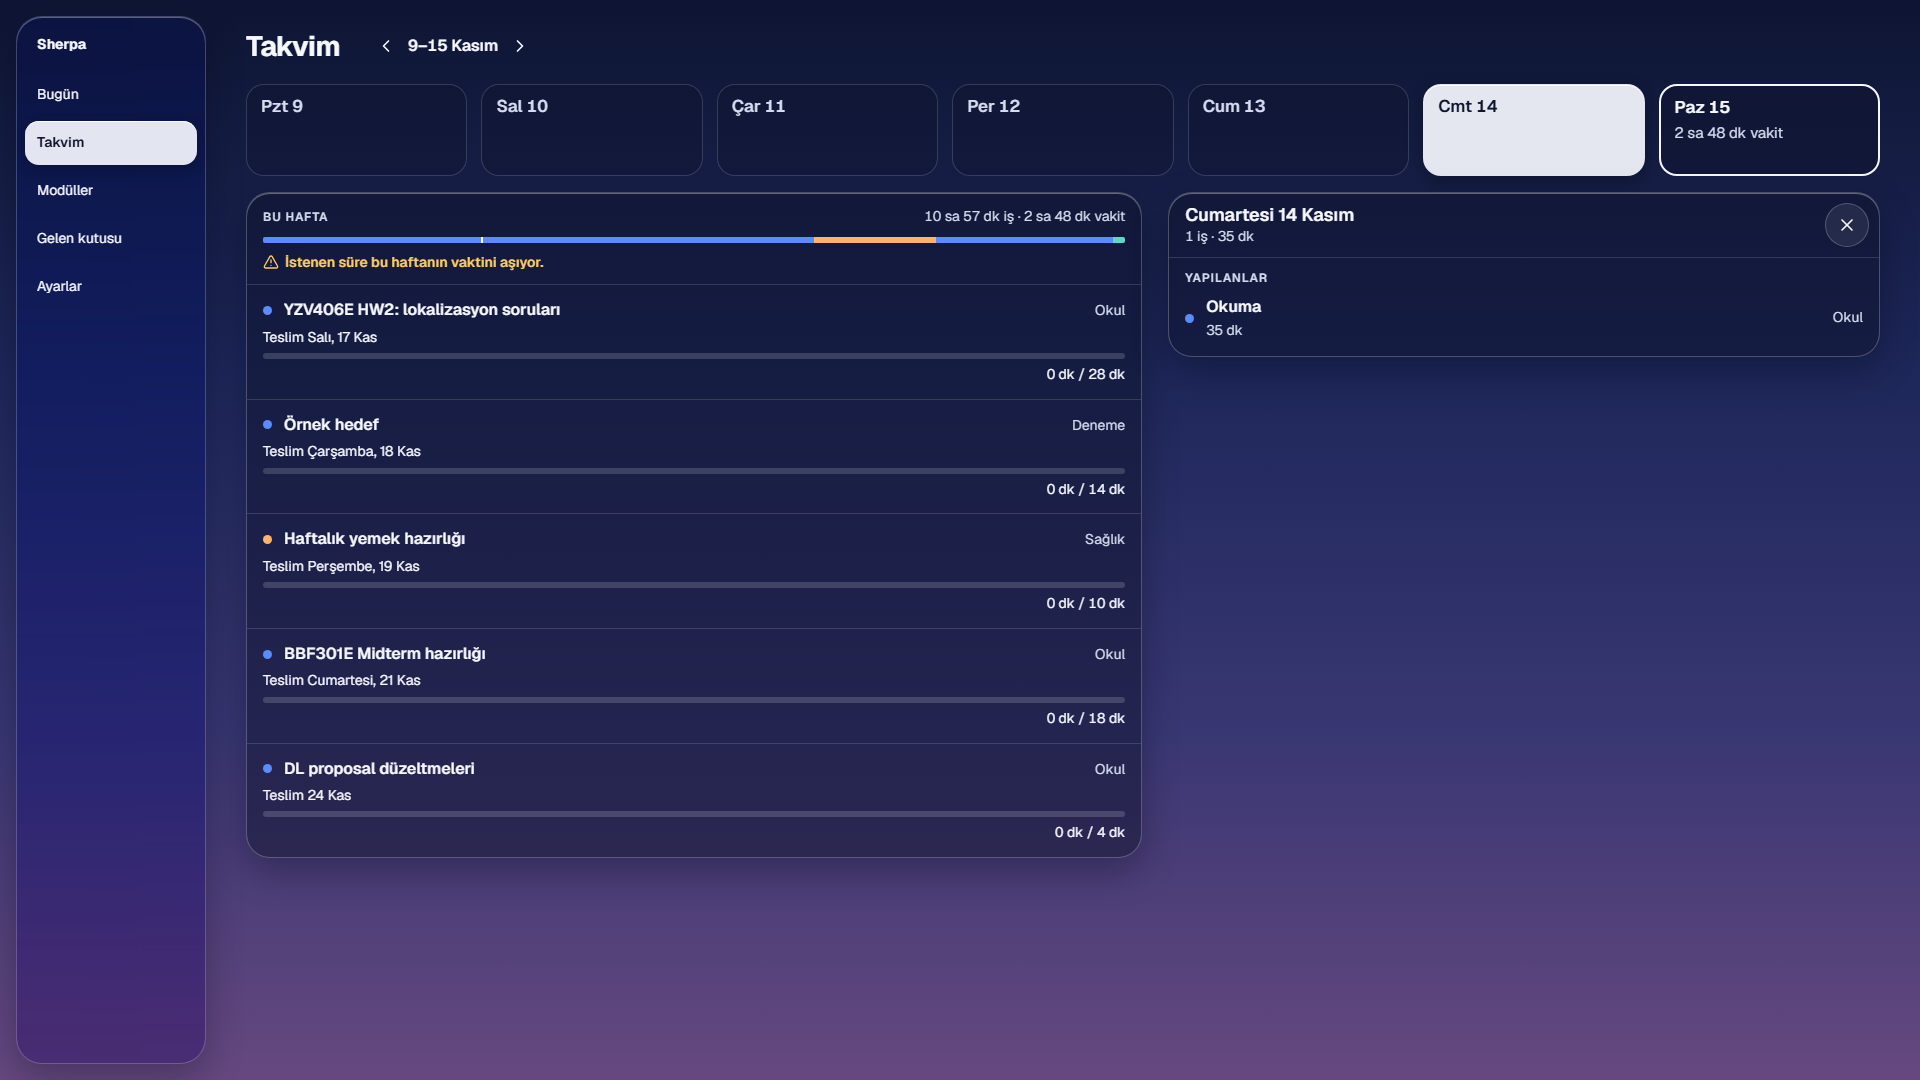 Sherpa
Bugün
Takvim
Modüller
Gelen kutusu
Ayarlar
Takvim
9–15 Kasım
Pzt 9
Sal 10
Çar 11
Per 12
Cum 13
Cmt 14
Paz 15
2 sa 48 dk vakit
BU HAFTA
10 sa 57 dk iş · 2 sa 48 dk vakit
İstenen süre bu haftanın vaktini aşıyor.
YZV406E HW2: lokalizasyon soruları
Okul
Teslim Salı, 17 Kas
0 dk / 28 dk
Örnek hedef
Deneme
Teslim Çarşamba, 18 Kas
0 dk / 14 dk
Haftalık yemek hazırlığı
Sağlık
Teslim Perşembe, 19 Kas
0 dk / 10 dk
BBF301E Midterm hazırlığı
Okul
Teslim Cumartesi, 21 Kas
0 dk / 18 dk
DL proposal düzeltmeleri
Okul
Teslim 24 Kas
0 dk / 4 dk
Cumartesi 14 Kasım
1 iş · 35 dk
YAPILANLAR
Okuma
35 dk
Okul